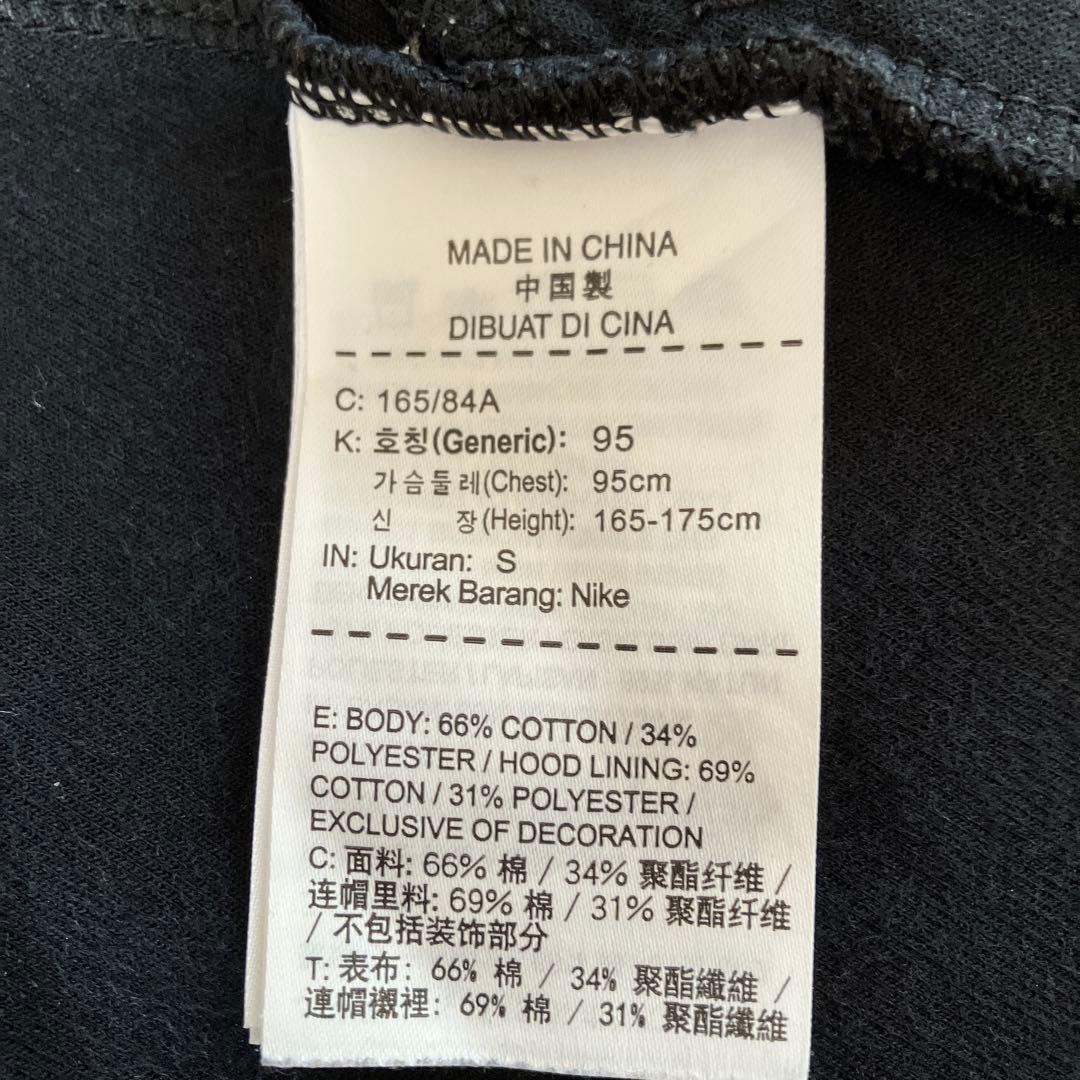 MADE IN CHINA
中国製
DIBUAT DI CINA
C: 165/84A
K: 호칭(Generic): 95
가슴둘레(Chest): 95cm
신 장(Height): 165-175cm
IN: Ukuran: S
Merek Barang: Nike
E: BODY: 66% COTTON / 34%
POLYESTER / HOOD LINING: 69%
COTTON / 31% POLYESTER /
EXCLUSIVE OF DECORATION
C: 面料: 66% 棉 / 34% 聚酯纤维 /
连帽里料: 69% 棉 / 31% 聚酯纤维
/ 不包括装饰部分
T: 表布: 66% 棉 / 34% 聚酯纖維 /
連帽襯裡: 69% 棉 / 31% 聚酯纖維